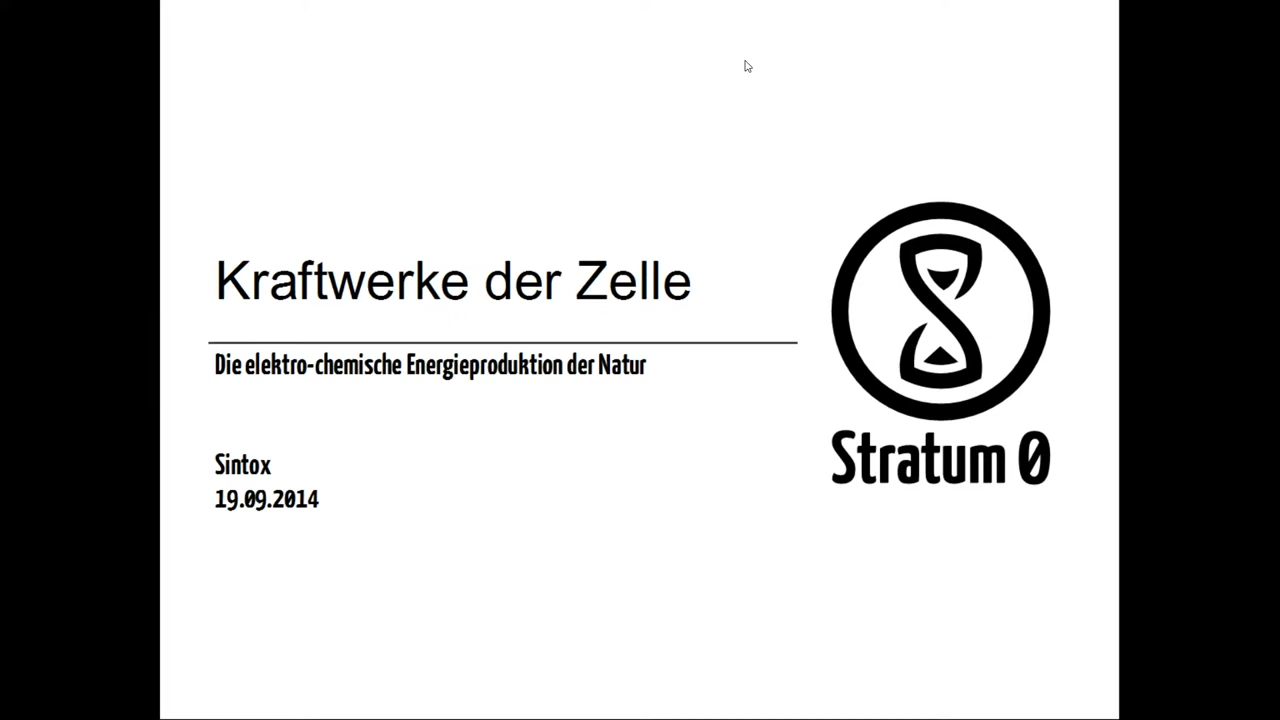 Kraftwerke der Zelle
Die elektro-chemische Energieproduktion der Natur
Sintox
19.09.2014
Stratum 0